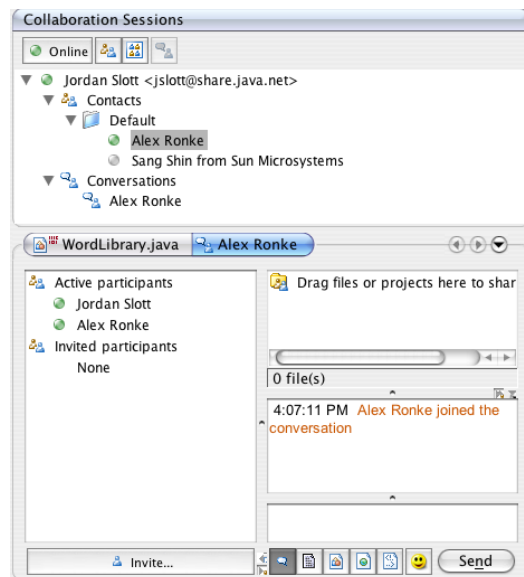 Collaboration Sessions
Online
Jordan Slott <jslott@share.java.net>
Contacts
Default
Alex Ronke
Sang Shin from Sun Microsystems
Conversations
Alex Ronke
WordLibrary.java
Alex Ronke
Active participants
Jordan Slott
Alex Ronke
Invited participants
None
Drag files or projects here to shar
0 file(s)
4:07:11 PM Alex Ronke joined the
conversation
Invite...
Send